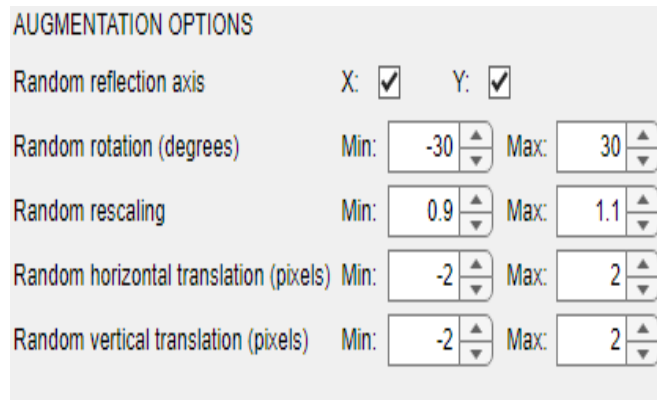 AUGMENTATION OPTIONS
Random reflection axis X: Y:
Random rotation (degrees) Min: -30 Max: 30
Random rescaling Min: 0.9 Max: 1.1
Random horizontal translation (pixels) Min: -2 Max: 2
Random vertical translation (pixels) Min: -2 Max: 2